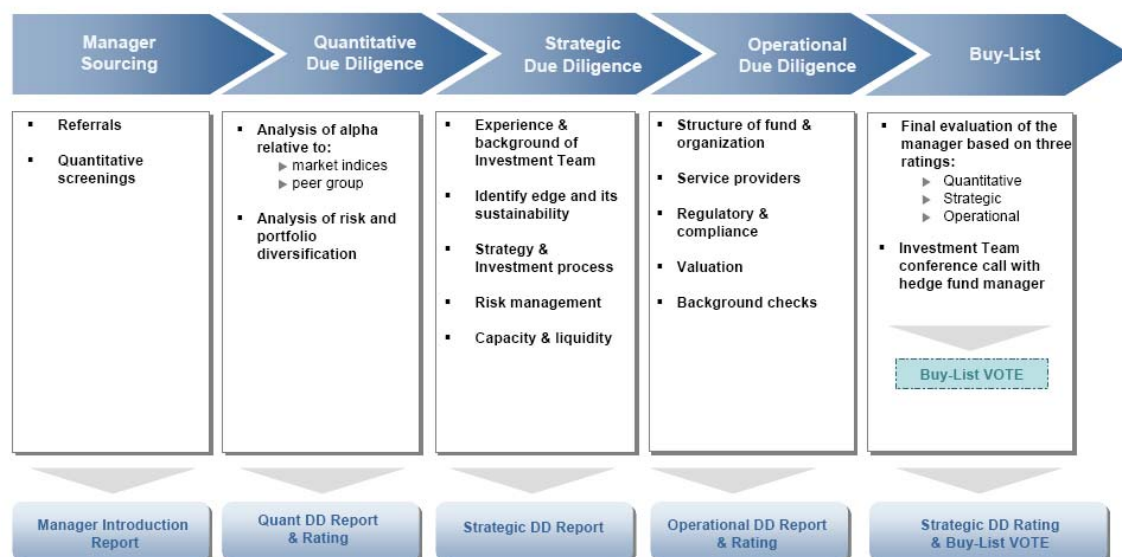 Manager
Sourcing
Quantitative
Due Diligence
Strategic
Due Diligence
Operational
Due Diligence
Buy-List
Referrals
Quantitative
screenings
Analysis of alpha
relative to:
market indices
peer group
Analysis of risk and
portfolio
diversification
Experience &
background of
Investment Team
Identify edge and its
sustainability
Strategy &
Investment process
Risk management
Capacity & liquidity
Structure of fund &
organization
Service providers
Regulatory &
compliance
Valuation
Background checks
Final evaluation of the
manager based on three
ratings:
Quantitative
Strategic
Operational
Investment Team
conference call with
hedge fund manager
Buy-List VOTE
Manager Introduction
Report
Quant DD Report
& Rating
Strategic DD Report
Operational DD Report
& Rating
Strategic DD Rating
& Buy-List VOTE